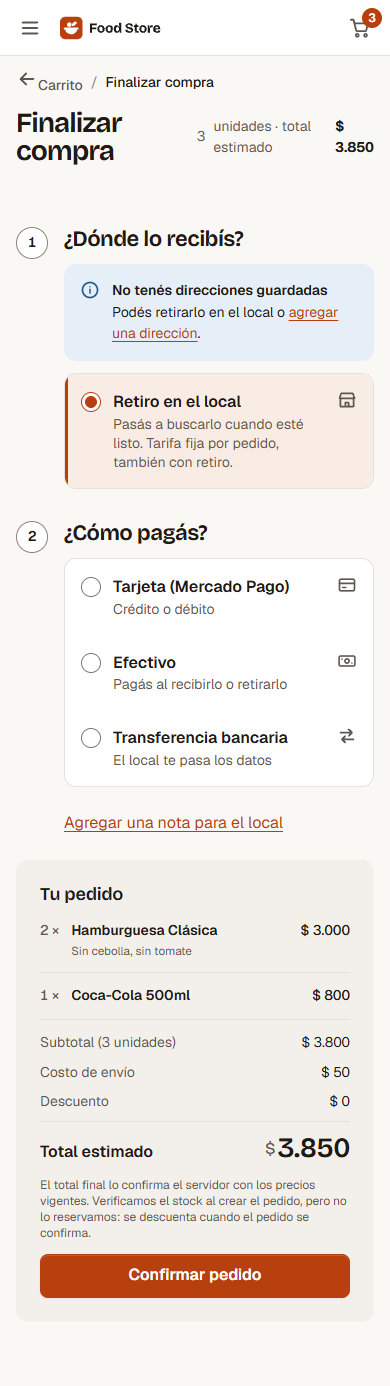 Food Store
3
Carrito / Finalizar compra
Finalizar
compra
3 unidades · total
estimado
$
3.850
1
¿Dónde lo recibís?
No tenés direcciones guardadas
Podés retirarlo en el local o agregar
una dirección.
Retiro en el local
Pasás a buscarlo cuando esté
listo. Tarifa fija por pedido,
también con retiro.
2
¿Cómo pagás?
Tarjeta (Mercado Pago)
Crédito o débito
Efectivo
Pagás al recibirlo o retirarlo
Transferencia bancaria
El local te pasa los datos
Agregar una nota para el local
Tu pedido
2 × Hamburguesa Clásica $ 3.000
Sin cebolla, sin tomate
1 × Coca-Cola 500ml $ 800
Subtotal (3 unidades) $ 3.800
Costo de envío $ 50
Descuento $ 0
Total estimado $ 3.850
El total final lo confirma el servidor con los precios
vigentes. Verificamos el stock al crear el pedido, pero no
lo reservamos: se descuenta cuando el pedido se
confirma.
Confirmar pedido